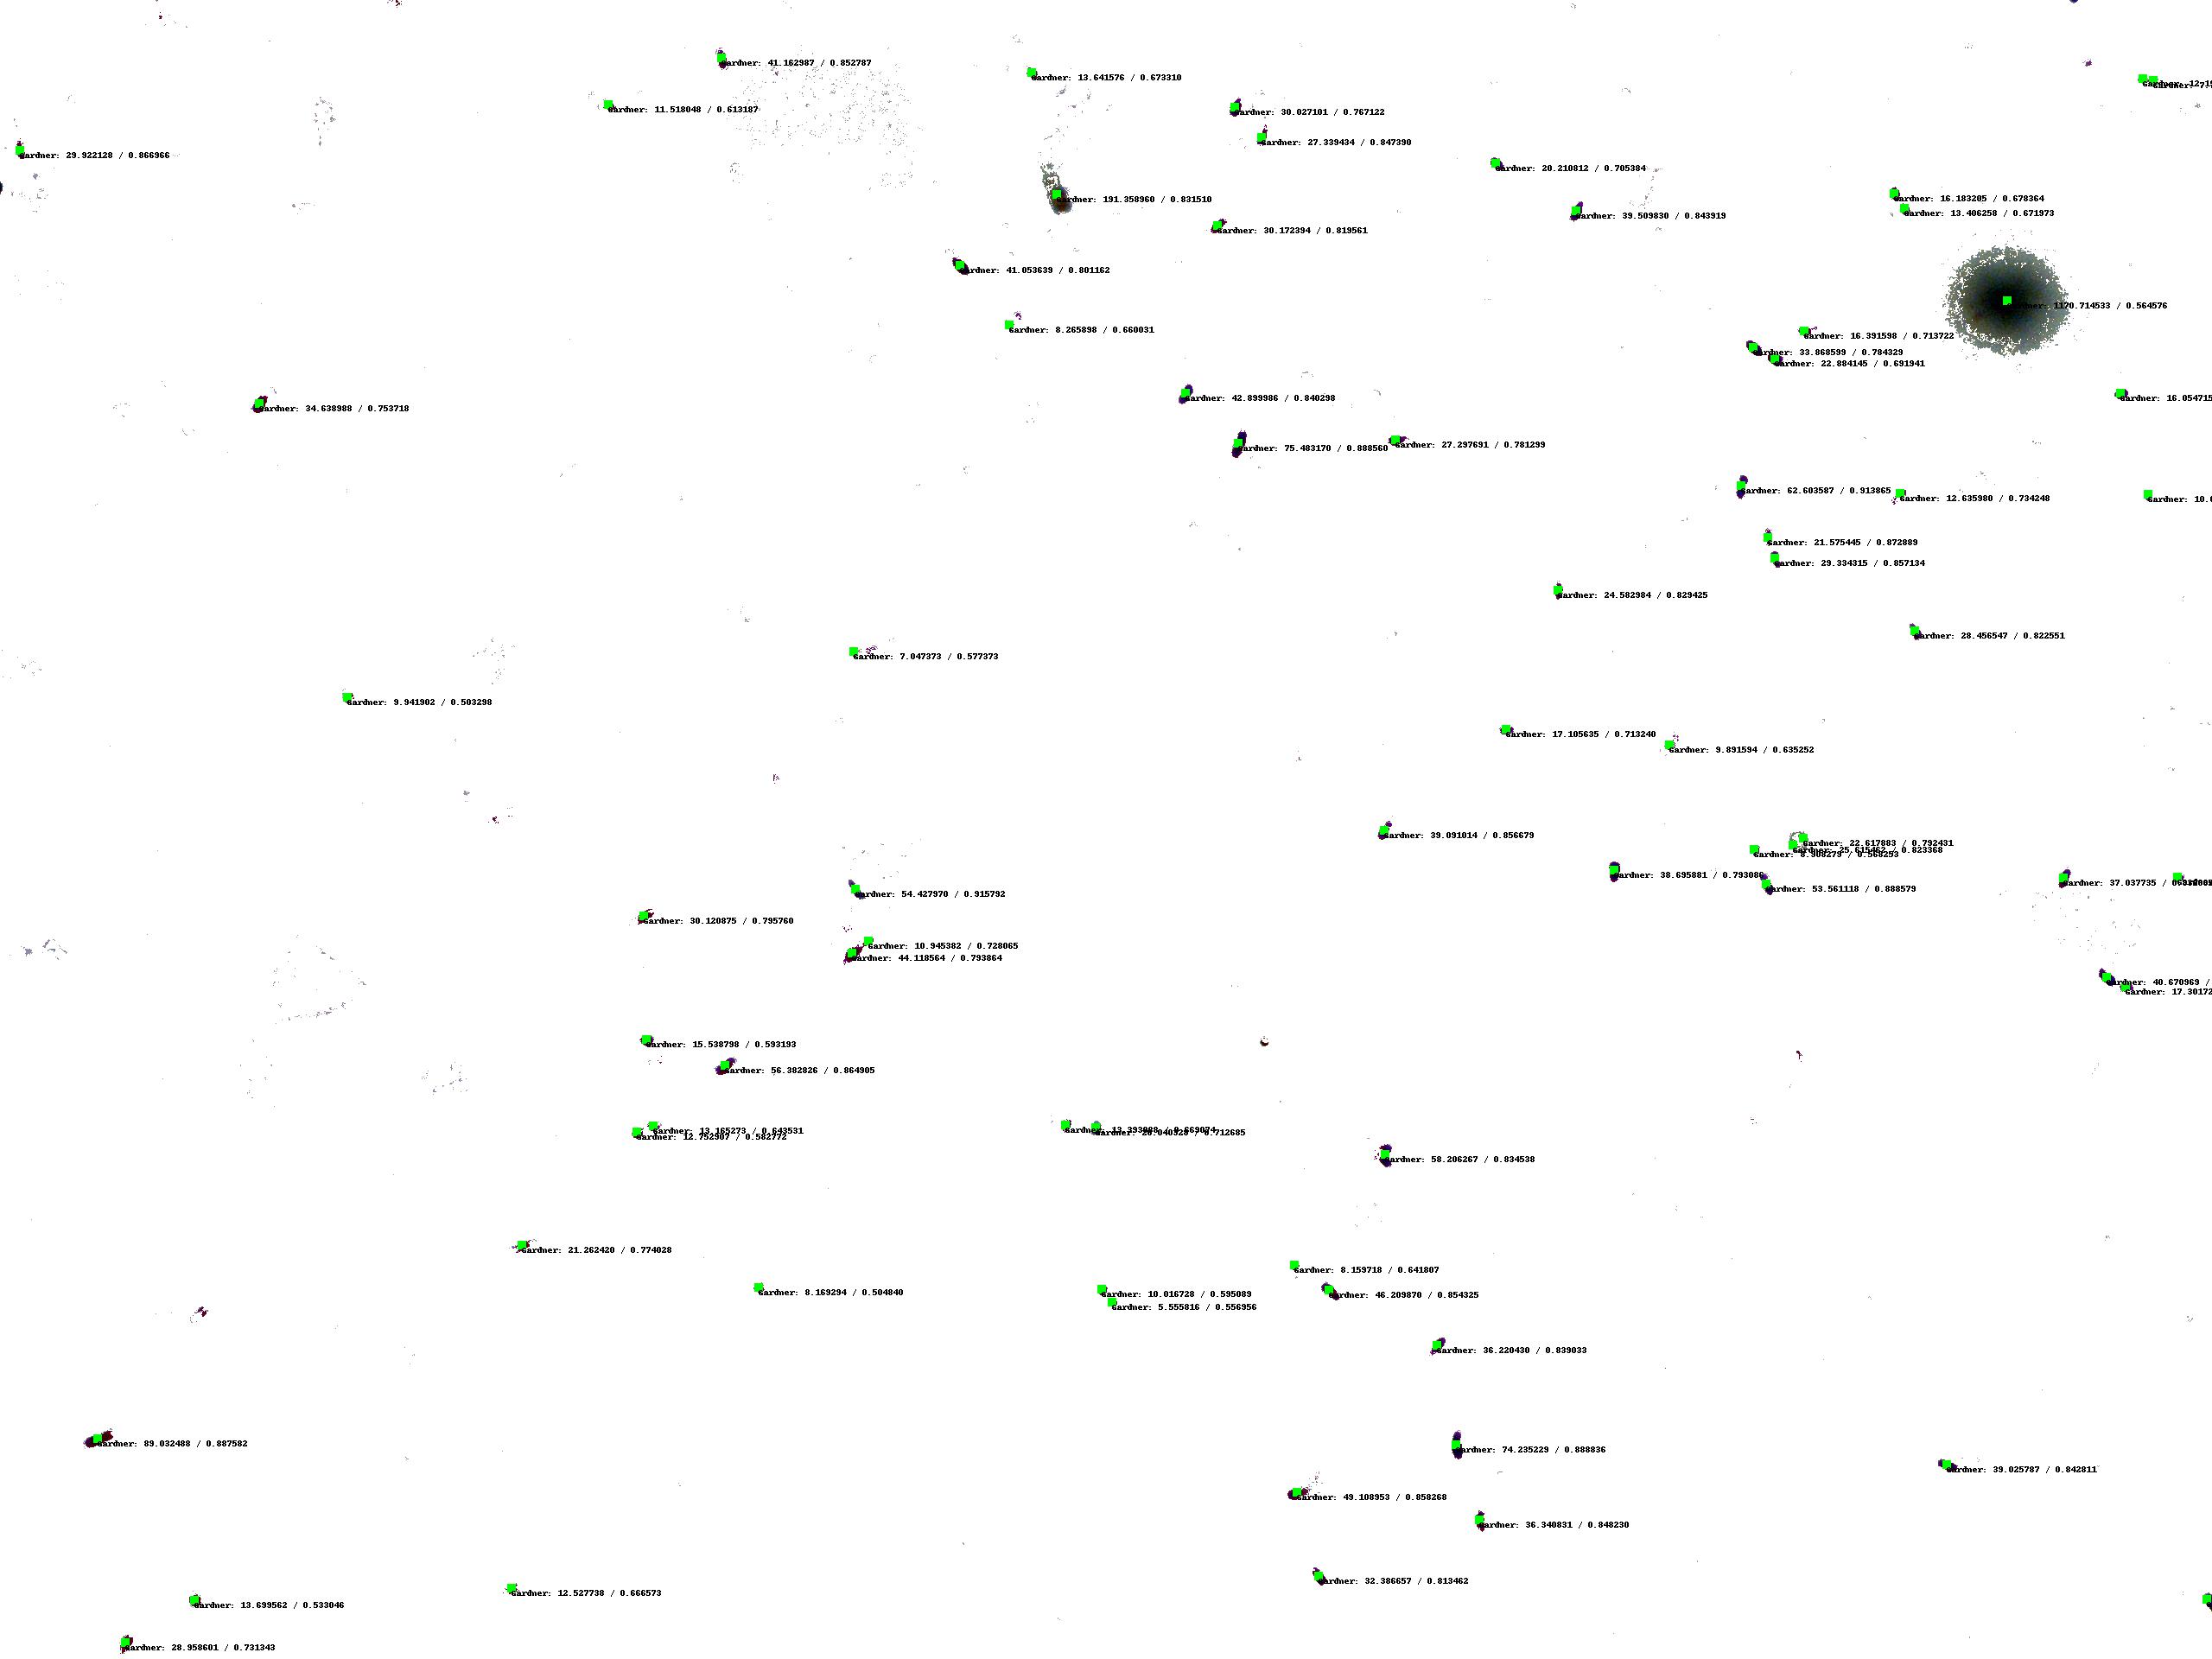 Gardner: 41.162987 / 0.852787
Gardner: 13.641576 / 0.673310
Gardner: 11.518048 / 0.613187
Gardner: 30.027101 / 0.767122
Gardner: 27.339434 / 0.847390
Gardner: 29.922128 / 0.866966
Gardner: 20.210812 / 0.705384
Gardner: 191.358960 / 0.831510
Gardner: 16.183205 / 0.678364
Gardner: 13.406258 / 0.671973
Gardner: 39.509830 / 0.843919
Gardner: 30.172394 / 0.819561
Gardner: 41.053639 / 0.801162
Gardner: 1170.714533 / 0.564576
Gardner: 8.265898 / 0.660031
Gardner: 16.391598 / 0.713722
Gardner: 33.868599 / 0.784329
Gardner: 22.884145 / 0.691941
Gardner: 42.899986 / 0.840298
Gardner: 16.054715
Gardner: 34.638988 / 0.753718
Gardner: 75.483170 / 0.888560
Gardner: 27.297691 / 0.781299
Gardner: 62.603587 / 0.913865
Gardner: 12.635980 / 0.734248
Gardner: 21.575445 / 0.872889
Gardner: 29.334315 / 0.857134
Gardner: 24.582984 / 0.829425
Gardner: 28.456547 / 0.822551
Gardner: 7.047373 / 0.577373
Gardner: 9.941902 / 0.503298
Gardner: 17.105635 / 0.713240
Gardner: 9.891594 / 0.635252
Gardner: 39.091014 / 0.856679
Gardner: 22.617883 / 0.792431
Gardner: 25.615462 / 0.823368
Gardner: 8.908279 / 0.568253
Gardner: 38.695881 / 0.793086
Gardner: 37.037735 /
Gardner: 53.561118 / 0.888579
Gardner: 54.427970 / 0.915792
Gardner: 30.120875 / 0.795760
Gardner: 10.945382 / 0.728065
Gardner: 44.118564 / 0.793864
Gardner: 40.670969 /
Gardner: 17.30172
Gardner: 15.538798 / 0.593193
Gardner: 56.382826 / 0.864905
Gardner: 13.165273 / 0.643531
Gardner: 12.752907 / 0.582772
Gardner: / 0.712685
Gardner: 58.206267 / 0.834538
Gardner: 21.262420 / 0.774028
Gardner: 8.159718 / 0.641807
Gardner: 8.169294 / 0.504840
Gardner: 10.016728 / 0.595089
Gardner: 46.209870 / 0.854325
Gardner: 5.555816 / 0.556956
Gardner: 36.220430 / 0.839033
Gardner: 89.032488 / 0.887582
Gardner: 74.235229 / 0.888836
Gardner: 39.025787 / 0.842811
Gardner: 49.108953 / 0.858268
Gardner: 36.340831 / 0.848230
Gardner: 32.386657 / 0.813462
Gardner: 12.527738 / 0.666573
Gardner: 13.699562 / 0.533046
Gardner: 28.958601 / 0.731343